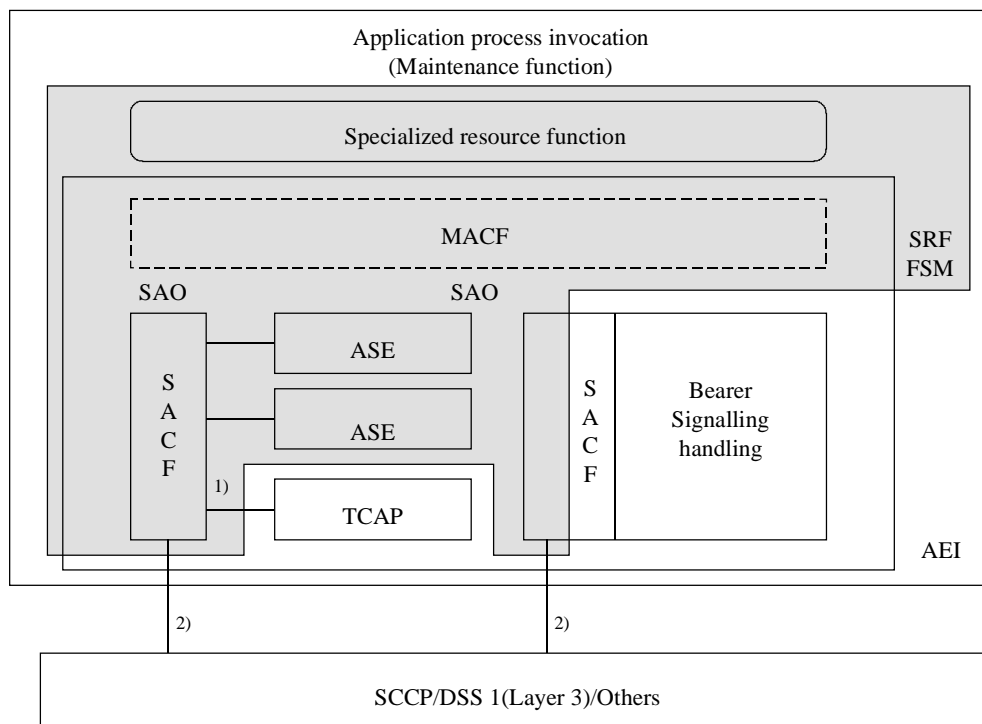 Application process invocation
(Maintenance function)
Specialized resource function
MACF
SRF
FSM
SAO
SAO
ASE
ASE
S
A
C
F
1)
TCAP
S
A
C
F
Bearer
Signalling
handling
AEI
2)
2)
SCCP/DSS 1(Layer 3)/Others